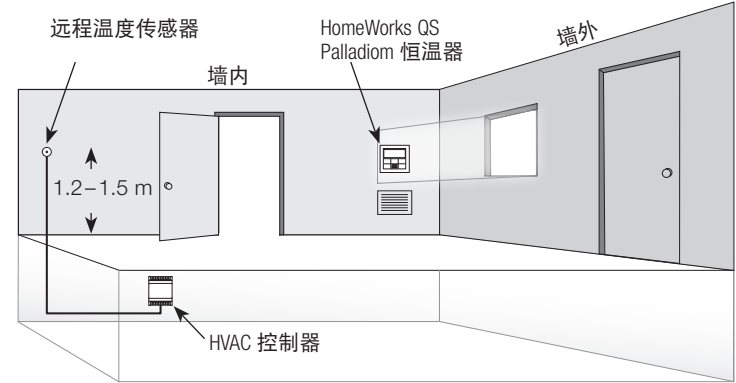 远程温度传感器
HomeWorks QS
Palladiom 恒温器
墙外
墙内
1.2–1.5 m
HVAC 控制器